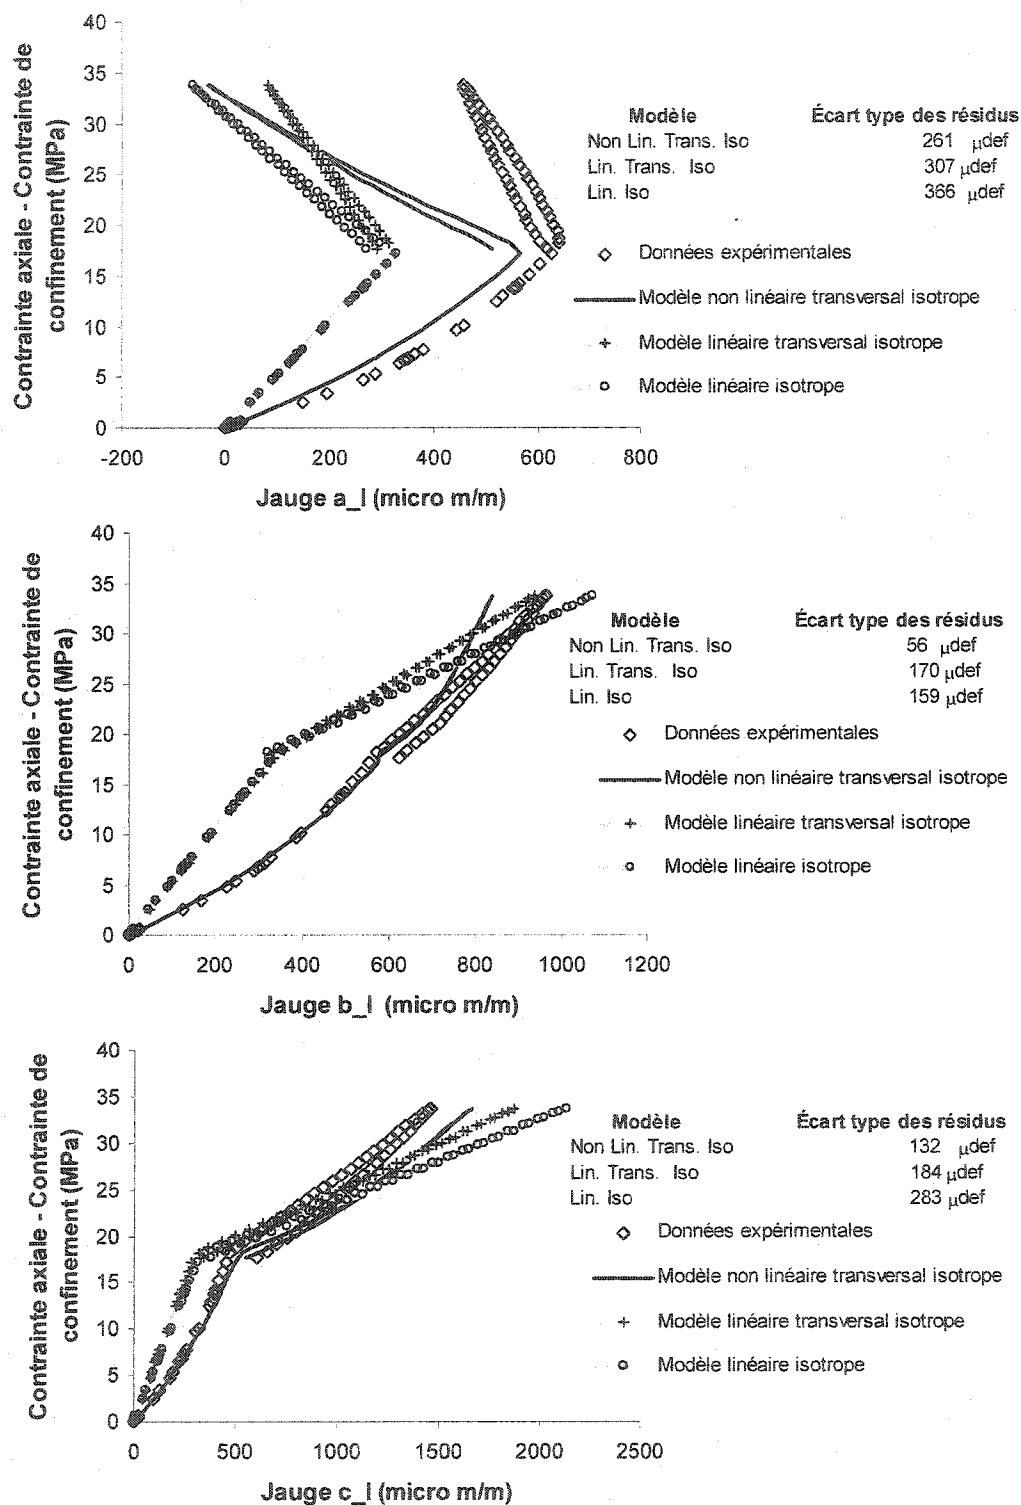 40
35
30
25
20
15
10
5
0
-200 0 200 400 600 800
Contrainte axiale - Contrainte de
confinement (MPa)
Jauge a_l (micro m/m)
Modèle Écart type des résidus
Non Lin. Trans. Iso 261 μdef
Lin. Trans. Iso 307 μdef
Lin. Iso 366 μdef
Données expérimentales
Modèle non linéaire transversal isotrope
Modèle linéaire transversal isotrope
Modèle linéaire isotrope
40
35
30
25
20
15
10
5
0
0 200 400 600 800 1000 1200
Contrainte axiale - Contrainte de
confinement (MPa)
Jauge b_l (micro m/m)
Modèle Écart type des résidus
Non Lin. Trans. Iso 56 μdef
Lin. Trans. Iso 170 μdef
Lin. Iso 159 μdef
Données expérimentales
Modèle non linéaire transversal isotrope
Modèle linéaire transversal isotrope
Modèle linéaire isotrope
40
35
30
25
20
15
10
5
0
0 500 1000 1500 2000 2500
Contrainte axiale - Contrainte de
confinement (MPa)
Jauge c_l (micro m/m)
Modèle Écart type des résidus
Non Lin. Trans. Iso 132 μdef
Lin. Trans. Iso 184 μdef
Lin. Iso 283 μdef
Données expérimentales
Modèle non linéaire transversal isotrope
Modèle linéaire transversal isotrope
Modèle linéaire isotrope